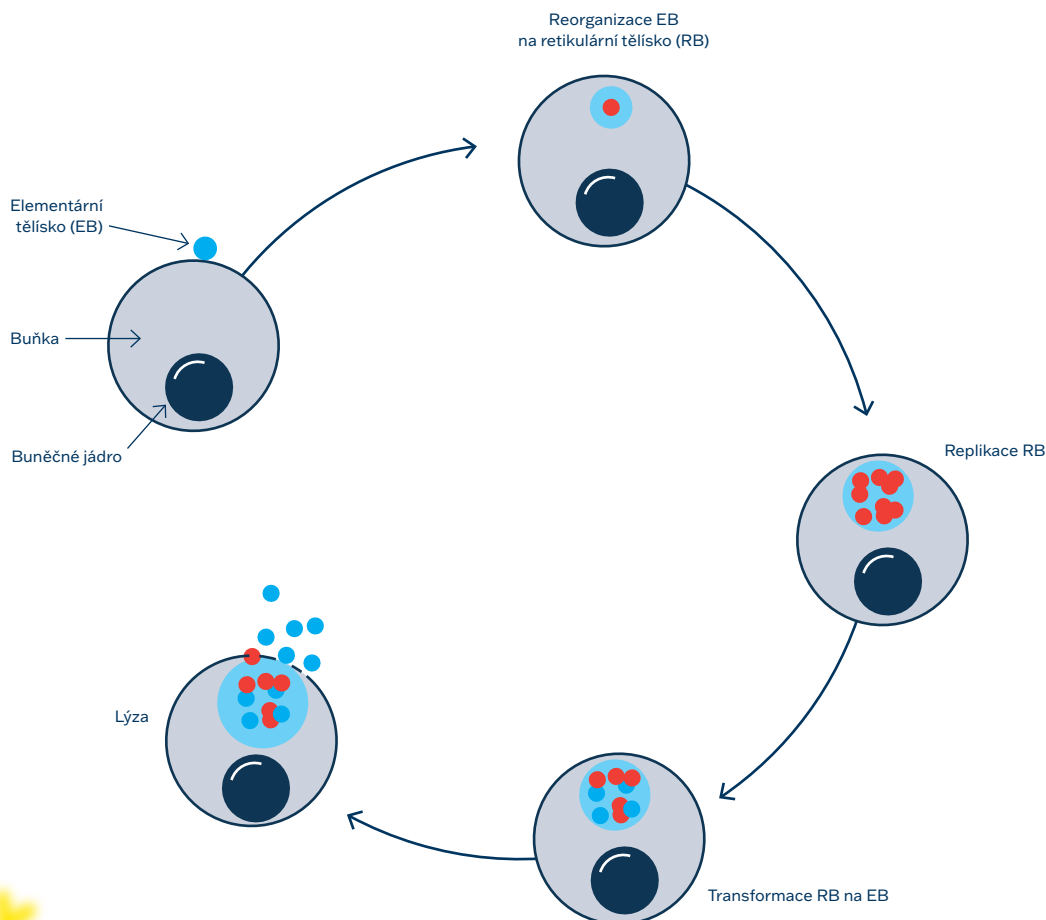 Reorganizace EB
na retikulární tělísko (RB)
Elementární
tělísko (EB)
Buňka
Buněčné jádro
Replikace RB
Lýza
Transformace RB na EB